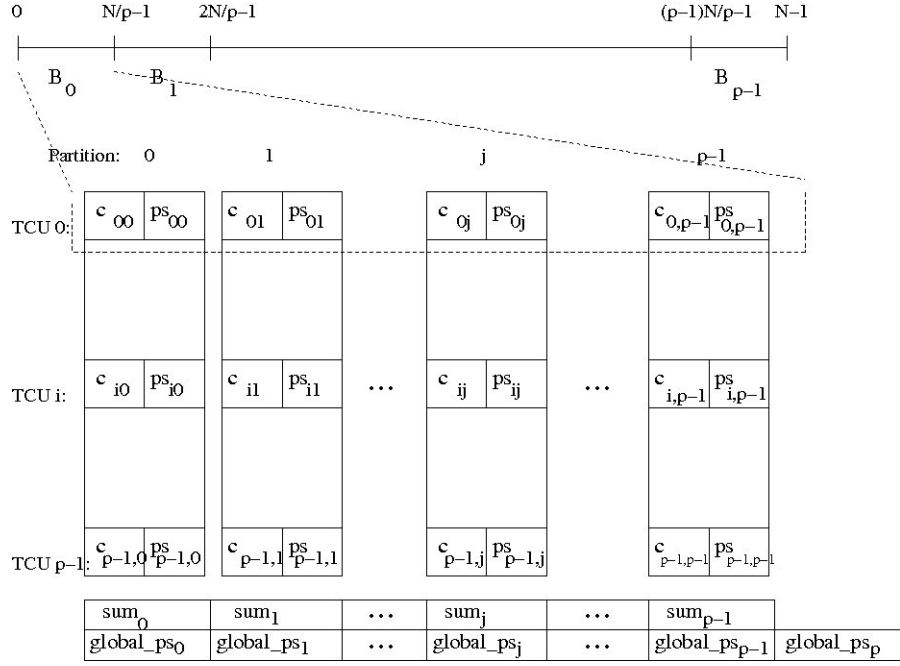 0 N/p–1 2N/p–1 (p–1)N/p–1 N–1
B0 B1 Bp–1
Partition: 0 1 j p–1
TCU 0: c00 ps00 c01 ps01 c0j ps0j c0,p–1 ps0,p–1
TCU i: ci0 psi0 ci1 psi1 ... cij psij ... ci,p–1 psi,p–1
TCU p–1: cp–1,0 psp–1,0 cp–1,1 psp–1,1 cp–1,j psp–1,j cp–1,p–1 psp–1,p–1
sum0 sum1 ... sumj ... sump–1
global_ps0 global_ps1 ... global_psj ... global_psp–1 global_psp